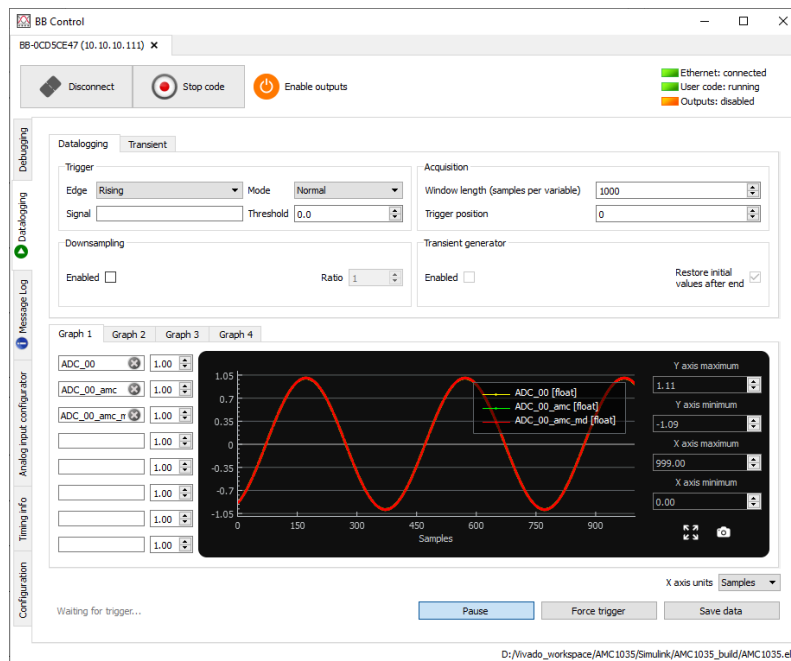 BB Control
BB-0CD5CE47 (10.10.10.111)
Disconnect
Stop code
Enable outputs
Ethernet: connected
User code: running
Outputs: disabled
Debugging
Datalogging
Message Log
Analog input configurator
Timing info
Configuration
Datalogging Transient
Trigger
Edge Rising Mode Normal
Signal Threshold 0.0
Acquisition
Window length (samples per variable) 1000
Trigger position 0
Downsampling
Enabled Ratio 1
Transient generator
Enabled
Restore initial
values after end
Graph 1 Graph 2 Graph 3 Graph 4
ADC_00 1.00
ADC_00_amc 1.00
ADC_00_amc_m 1.00
1.00
1.00
1.00
1.00
1.00
1.05
0.7
0.35
0
-0.35
-0.7
-1.05
0 150 300 450 600 750 900
Samples
ADC_00 [float]
ADC_00_amc [float]
ADC_00_amc_md [float]
Y axis maximum
1.11
Y axis minimum
-1.09
X axis maximum
999.00
X axis minimum
0.00
X axis units Samples
Waiting for trigger...
Pause
Force trigger
Save data
D:/Vivado_workspace/AMC1035/Simulink/AMC1035_build/AMC1035.el